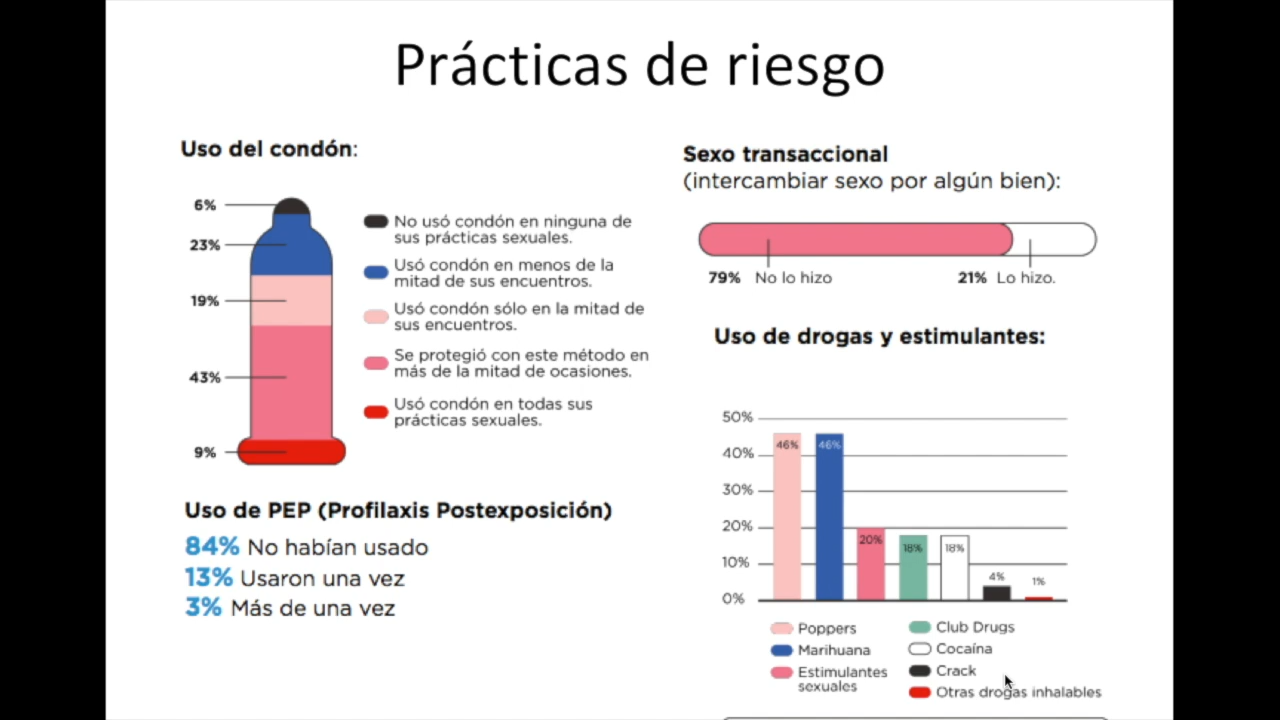 Prácticas de riesgo
Uso del condón:
6%
23%
19%
43%
9%
No usó condón en ninguna de
sus prácticas sexuales.
Usó condón en menos de la
mitad de sus encuentros.
Usó condón sólo en la mitad de
sus encuentros.
Se protegió con este método en
más de la mitad de ocasiones.
Usó condón en todas sus
prácticas sexuales.
Uso de PEP (Profilaxis Postexposición)
84% No habían usado
13% Usaron una vez
3% Más de una vez
Sexo transaccional
(intercambiar sexo por algún bien):
79% No lo hizo
21% Lo hizo.
Uso de drogas y estimulantes:
50%
40%
30%
20%
10%
0%
46%
46%
20%
18%
18%
4%
1%
Poppers
Marihuana
Estimulantes
sexuales
Club Drugs
Cocaína
Crack
Otras drogas inhalables